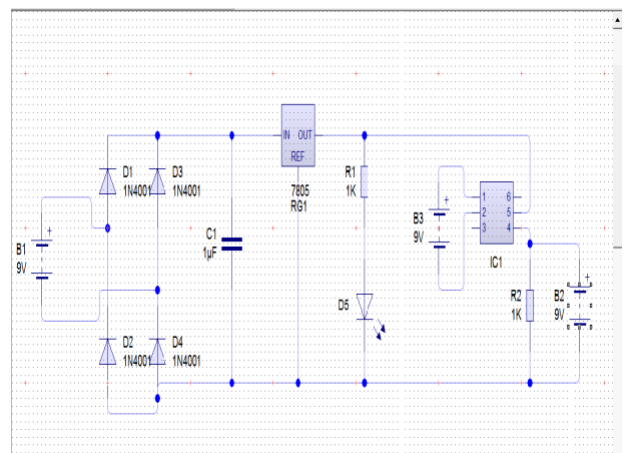 IN OUT
REF
7805
RG1
D1
1N4001
D3
1N4001
R1
1K
+
B3
9V
1
2
3
6
5
4
IC1
+
B1
9V
C1
1µF
D5
R2
1K
+
B2
9V
D2
1N4001
D4
1N4001